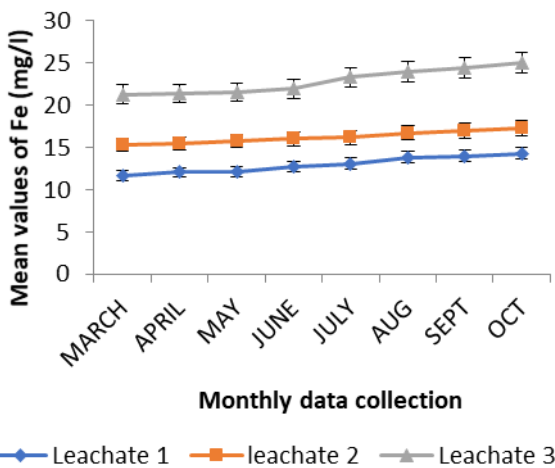 Mean values of Fe (mg/l)
30
25
20
15
10
5
0
MARCH
APRIL
MAY
JUNE
JULY
AUG
SEPT
OCT
Monthly data collection
Leachate 1
leachate 2
Leachate 3